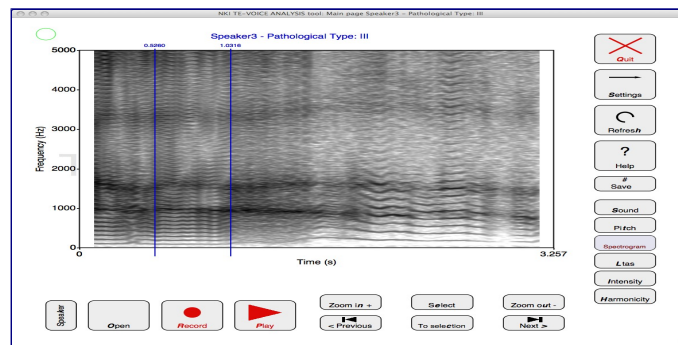 NKI TE-VOICE ANALYSIS tool: Main page Speaker3 - Pathological Type: III
Speaker3 - Pathological Type: III
0.5260
1.0316
5000
4000
3000
2000
1000
0
Frequency (Hz)
0
3.257
Time (s)
Quit
Settings
Refresh
?
Help
#
Save
Sound
Pitch
Spectrogram
Ltas
Intensity
Harmonicity
Speaker
Open
Record
Play
Zoom in +
Select
Zoom out -
< Previous
To selection
Next >